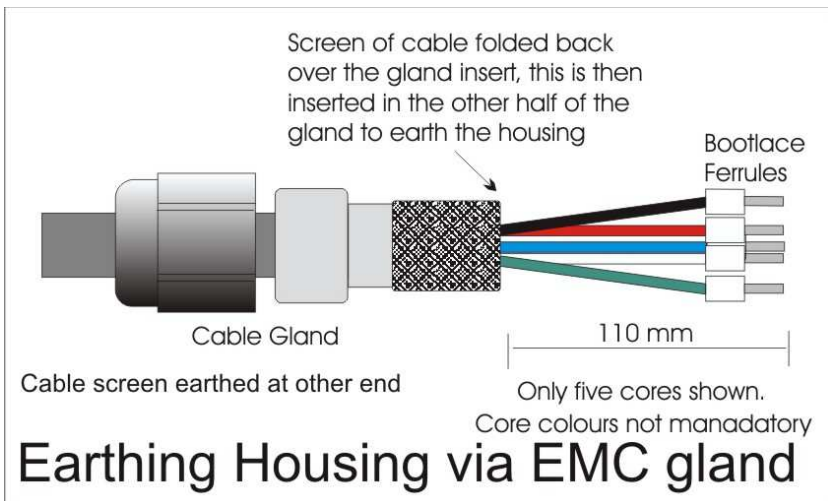 Screen of cable folded back
over the gland insert, this is then
inserted in the other half of the
gland to earth the housing
Bootlace
Ferrules
Cable Gland
110 mm
Cable screen earthed at other end
Only five cores shown.
Core colours not manadatory
Earthing Housing via EMC gland